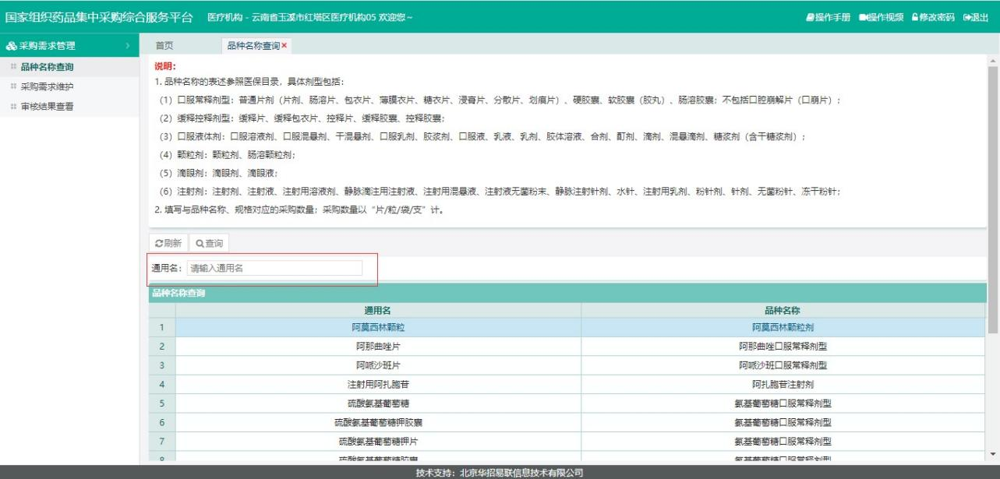 国家组织药品集中采购综合服务平台 医疗机构 - 云南省玉溪市红塔区医疗机构05 欢迎您~ 操作手册 操作视频 修改密码 退出
采购需求管理 首页 品种名称查询×
品种名称查询
采购需求维护
审核结果查看
说明：
1. 品种名称的表述参照医保目录，具体剂型包括：
（1）口服常释剂型：普通片剂（片剂、肠溶片、包衣片、薄膜衣片、糖衣片、浸膏片、分散片、划痕片）、硬胶囊、软胶囊（胶丸）、肠溶胶囊；不包括口腔崩解片（口崩片）；
（2）缓释控释剂型：缓释片、缓释包衣片、控释片、缓释胶囊、控释胶囊；
（3）口服液体剂：口服溶液剂、口服混悬剂、干混悬剂、口服乳剂、胶浆剂、口服液、乳液、乳剂、胶体溶液、合剂、酊剂、滴剂、混悬滴剂、糖浆剂（含干糖浆剂）；
（4）颗粒剂：颗粒剂、肠溶颗粒剂；
（5）滴眼剂：滴眼剂、滴眼液；
（6）注射剂：注射剂、注射液、注射用溶液剂、静脉滴注用注射液、注射用混悬液、注射液无菌粉末、静脉注射针剂、水针、注射用乳剂、粉针剂、针剂、无菌粉针、冻干粉针；
2. 填写与品种名称、规格对应的采购数量；采购数量以“片/粒/袋/支”计。
刷新 查询
通用名： 请输入通用名
品种名称查询
通用名 品种名称
1 阿莫西林颗粒 阿莫西林颗粒剂
2 阿那曲唑片 阿那曲唑口服常释剂型
3 阿哌沙班片 阿哌沙班口服常释剂型
4 注射用阿扎胞苷 阿扎胞苷注射剂
5 硫酸氨基葡萄糖 氨基葡萄糖口服常释剂型
6 硫酸氨基葡萄糖钾胶囊 氨基葡萄糖口服常释剂型
7 硫酸氨基葡萄糖钾片 氨基葡萄糖口服常释剂型
8 硫酸氨基葡萄糖胶囊 氨基葡萄糖口服常释剂型
技术支持：北京华招易联信息技术有限公司